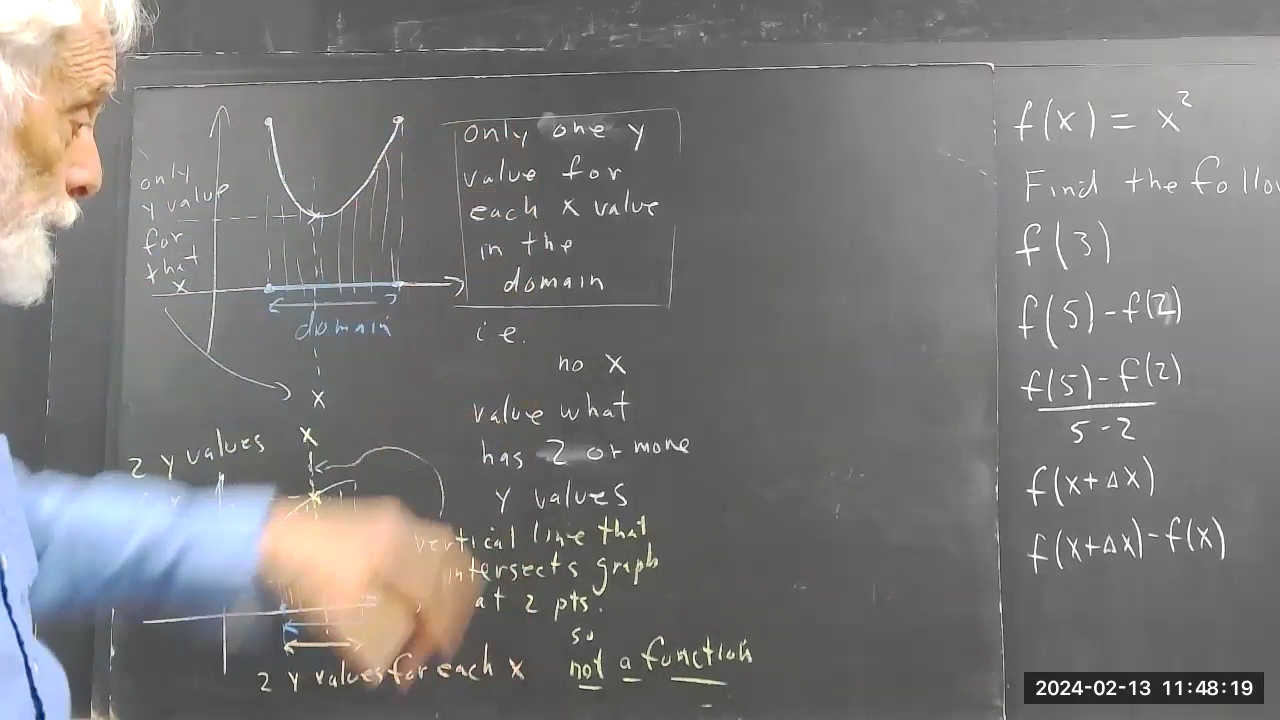 only
y value
for
that
x
domain
x
only one y
value for
each x value
in the
domain
i.e.
no x
value what
has 2 or more
y values
2 y values
x
vertical line that
intersects graph
at 2 pts.
so
not a function
2 y values for each x
f(x) = x²
Find the follow
f(3)
f(5)-f(2)
f(5)-f(2)
5-2
f(x+Δx)
f(x+Δx)-f(x)
2024-02-13 11:48:19